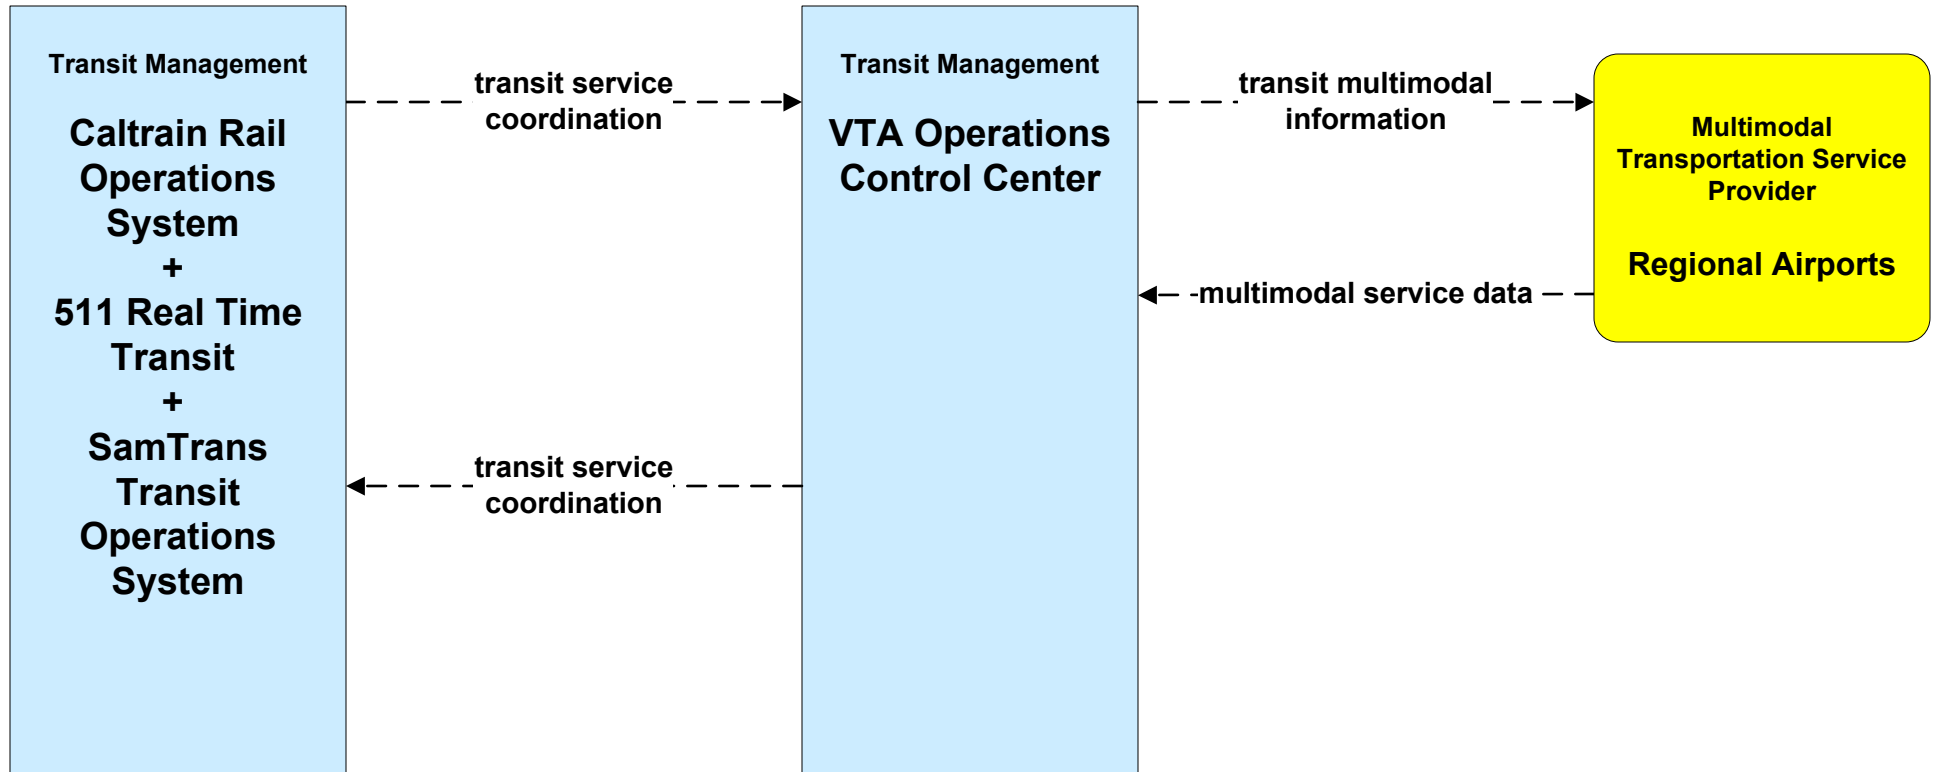 Transit Management
Caltrain Rail
Operations
System
+
511 Real Time
Transit
+
SamTrans
Transit
Operations
System
transit service
coordination
transit service
coordination
Transit Management
VTA Operations
Control Center
transit multimodal
information
multimodal service data
Multimodal
Transportation Service
Provider
Regional Airports